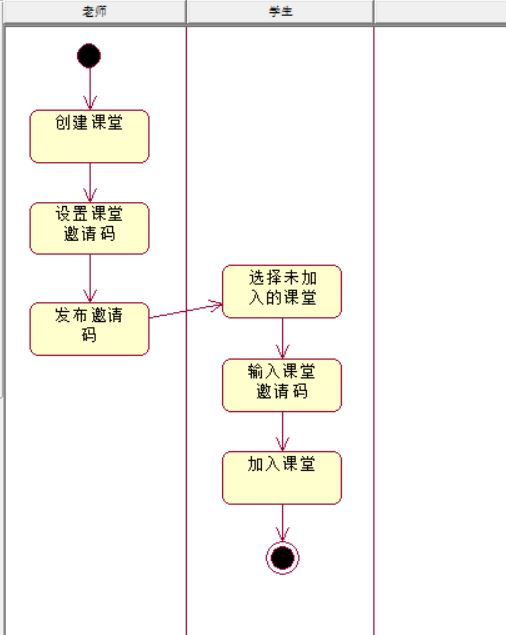 老师
学生
创建课堂
设置课堂
邀请码
发布邀请
码
选择未加
入的课堂
输入课堂
邀请码
加入课堂